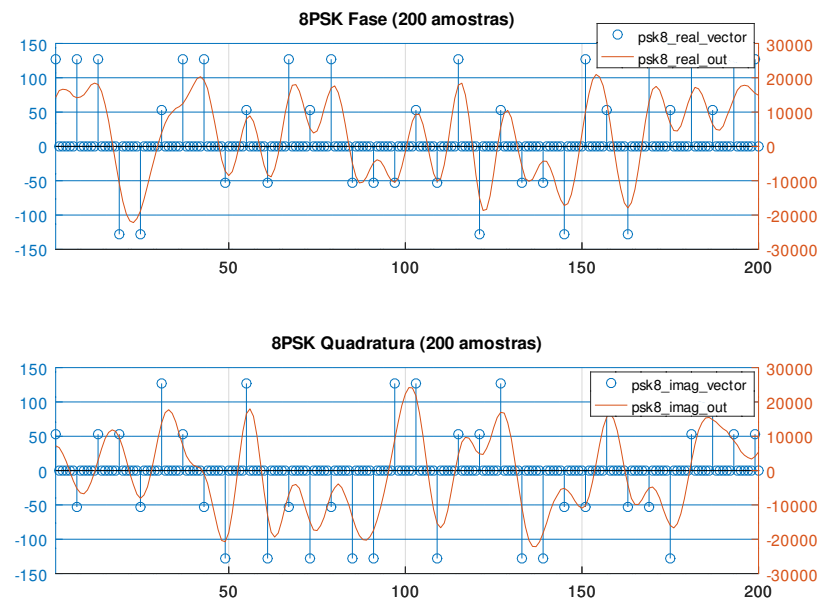 8PSK Fase (200 amostras)
150 30000
psk8_real_vector
100 20000
psk8_real_out
50 10000
0 0
-50 -10000
-100 -20000
-150 -30000
50 100 150 200
8PSK Quadratura (200 amostras)
150 30000
psk8_imag_vector
100 20000
psk8_imag_out
50 10000
0 0
-50 -10000
-100 -20000
-150 -30000
50 100 150 200